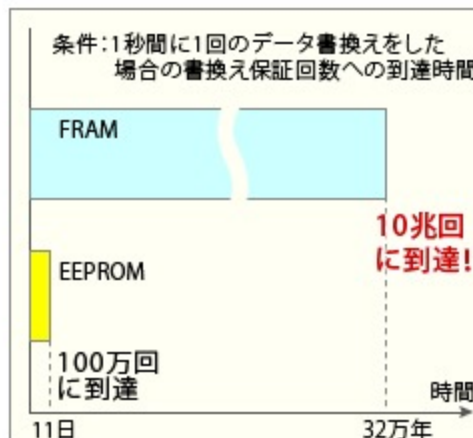 条件:1秒間に1回のデータ書換えをした
場合の書換え保証回数への到達時間
FRAM
10兆回
に到達!
EEPROM
100万回
に到達
時間
11日
32万年